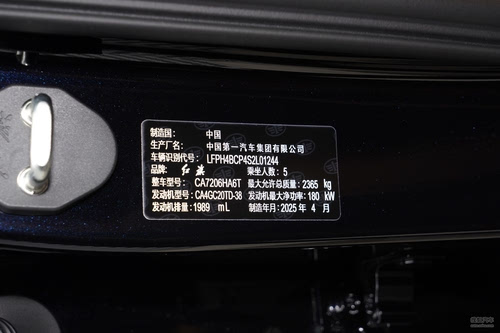 制造国: 中国
生产厂名: 中国第一汽车集团有限公司
车辆识别代号: LFPH4BCP4S2L01244
品牌: 红旗 乘坐人数: 5
整车型号: CA7206HA6T 最大允许总质量: 2365 kg
发动机型号: CA4GC20TD-38 发动机最大净功率: 180 kW
发动机排量: 1989 mL 制造年月: 2025 年 4 月